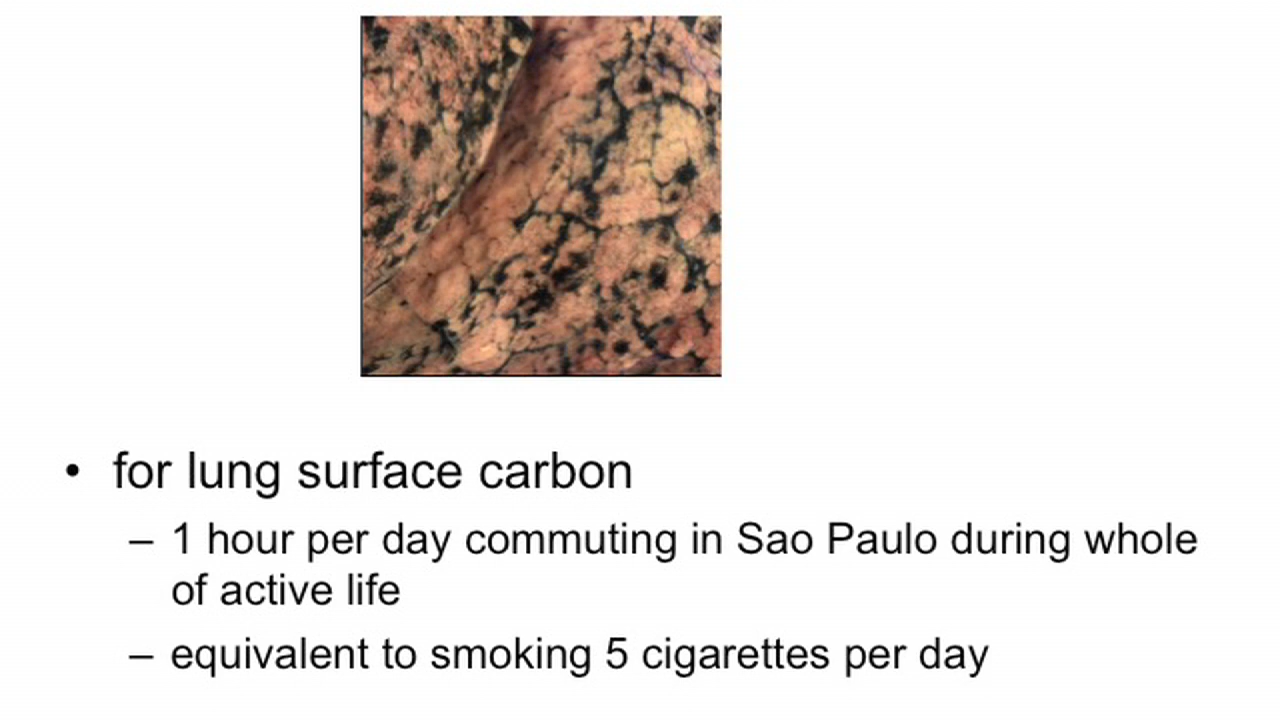 • for lung surface carbon
– 1 hour per day commuting in Sao Paulo during whole
of active life
– equivalent to smoking 5 cigarettes per day